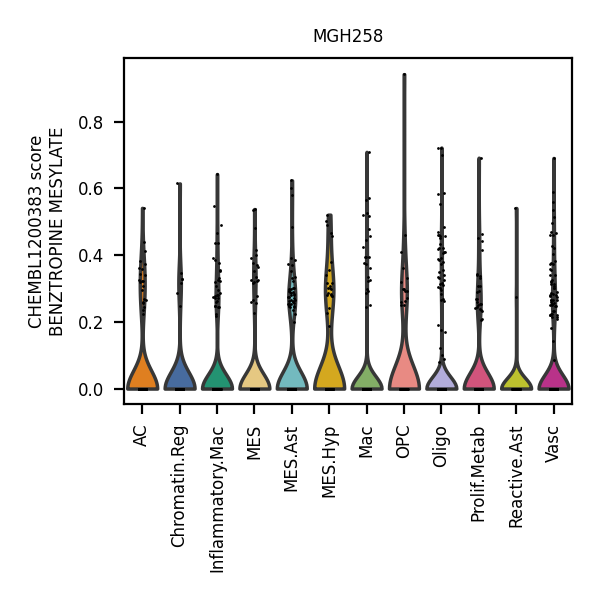 MGH258
CHEMBL1200383 score
BENZTROPINE MESYLATE
0.8
0.6
0.4
0.2
0.0
AC
Chromatin.Reg
Inflammatory.Mac
MES
MES.Ast
MES.Hyp
Mac
OPC
Oligo
Prolif.Metab
Reactive.Ast
Vasc